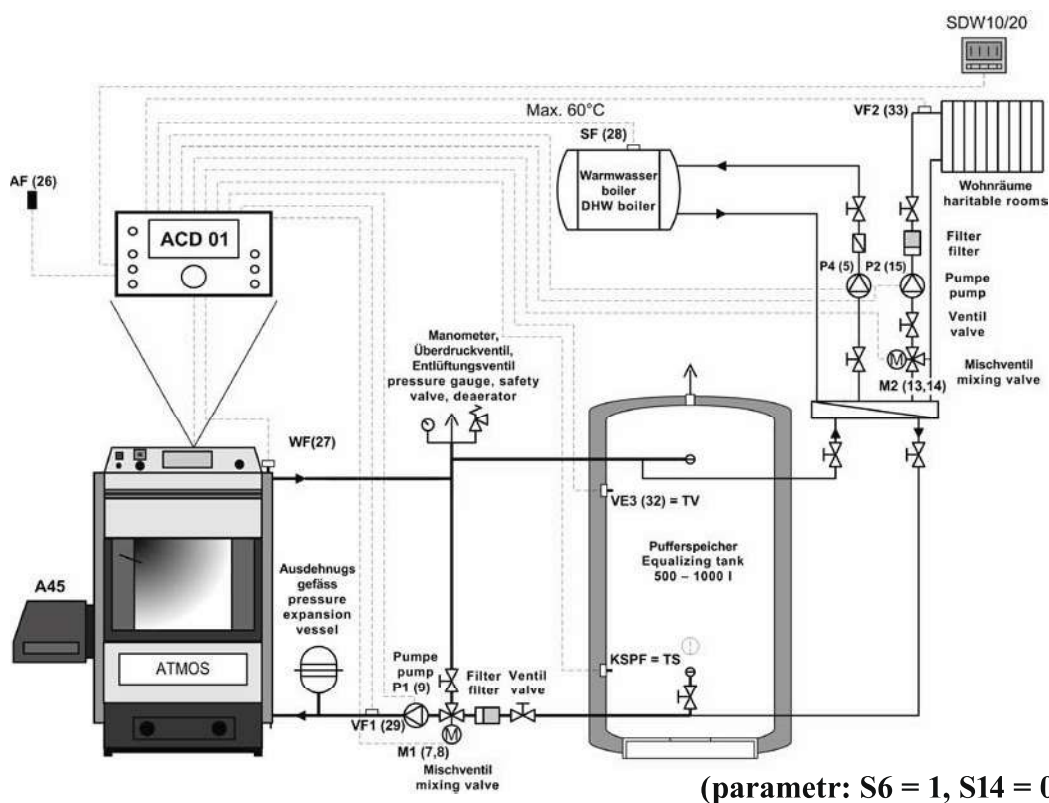 SDW10/20
Max. 60°C
SF (28)
VF2 (33)
AF (26)
ACD 01
Warmwasser
boiler
DHW boiler
Wohnräume
haritable rooms
Filter
filter
P4 (5)
P2 (15)
Pumpe
pump
Ventil
valve
M
M2 (13,14)
Mischventil
mixing valve
Manometer,
Überdruckventil,
Entlüftungsventil
pressure gauge, safety
valve, deaerator
WF(27)
VE3 (32) = TV
Pufferspeicher
Equalizing tank
500 – 1000 l
A45
Ausdehnugs
gefäss
pressure
expansion
vessel
ATMOS
KSPF = TS
Pumpe
pump
P1 (9)
Filter
filter
Ventil
valve
VF1 (29)
M
M1 (7,8)
Mischventil
mixing valve
(parametr: S6 = 1, S14 = 0